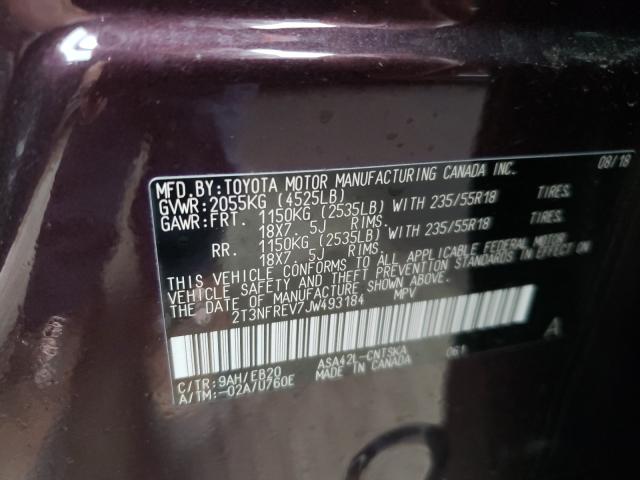 MFD.BY:TOYOTA MOTOR MANUFACTURING CANADA INC. 08/18
GVWR:2055KG (4525LB)
GAWR:FRT. 1150KG (2535LB) WITH 235/55R18 TIRES.
18X7. 5J RIMS.
RR. 1150KG (2535LB) WITH 235/55R18 TIRES.
18X7. 5J RIMS.
THIS VEHICLE CONFORMS TO ALL APPLICABLE FEDERAL MOTOR
VEHICLE SAFETY AND THEFT PREVENTION STANDARDS IN EFFECT ON
THE DATE OF MANUFACTURE SHOWN ABOVE.
2T3NFREV7JW493184 MPV
A
C/TR:9AH/EB20 ASA42L-CNTSKA 061
A/TM:-02A/U760E MADE IN CANADA